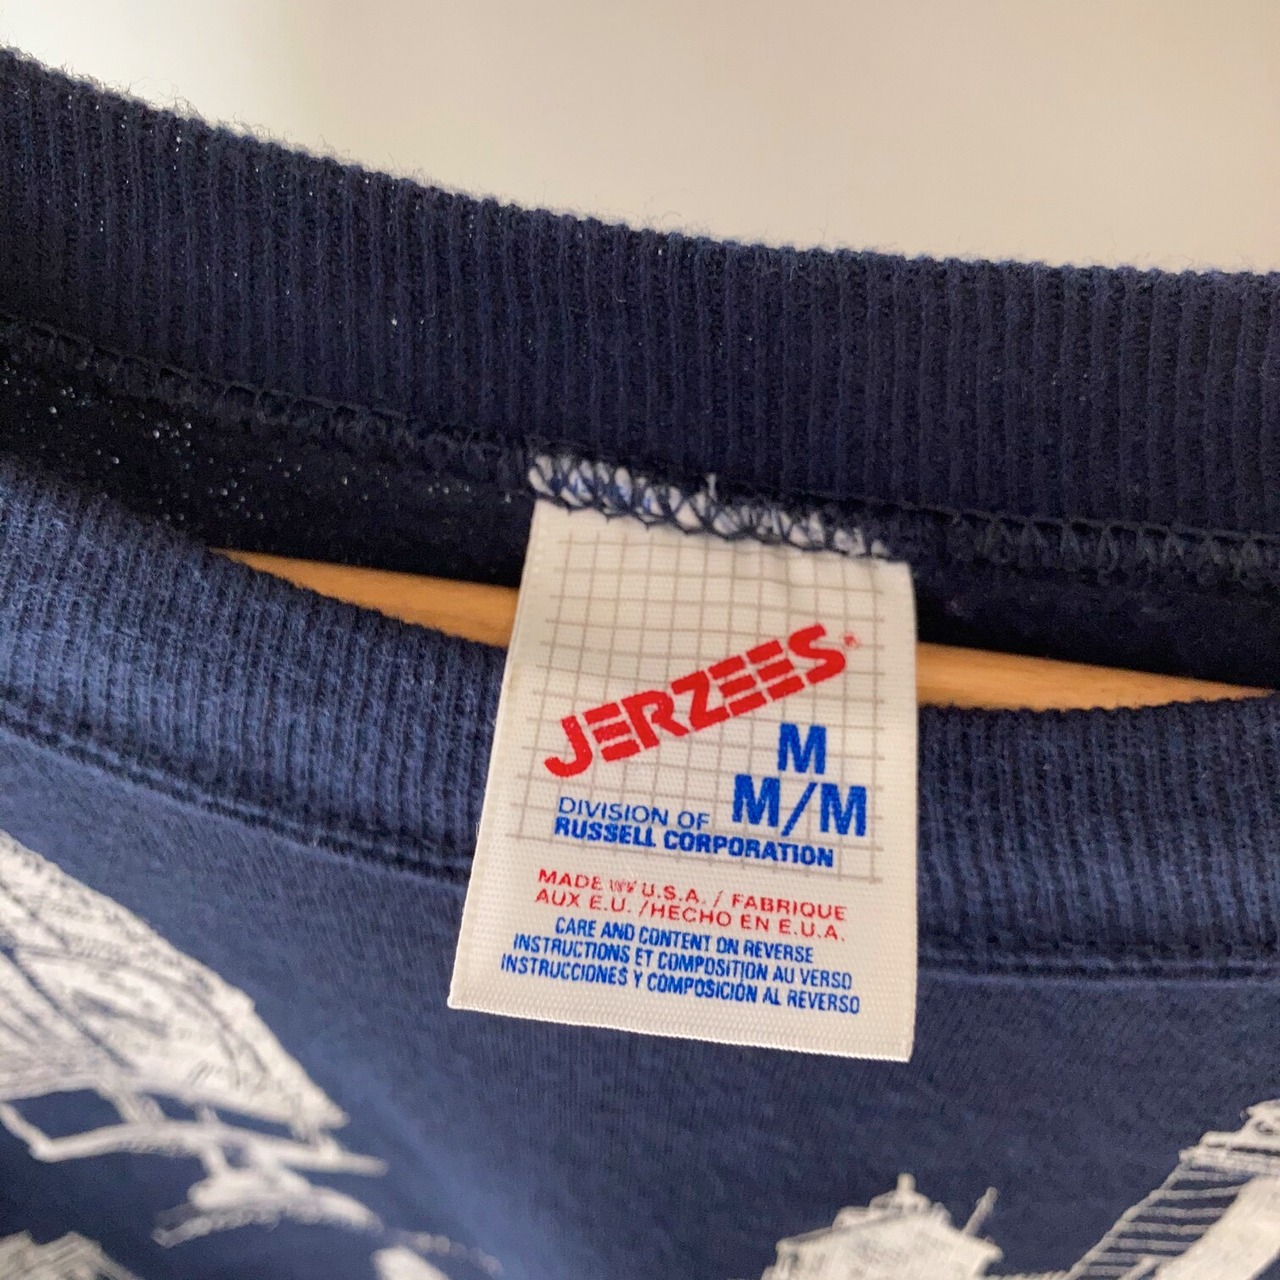 JERZEES®
M
M/M
DIVISION OF
RUSSELL CORPORATION
MADE IN U.S.A. / FABRIQUE
AUX E.U. /HECHO EN E.U.A.
CARE AND CONTENT ON REVERSE
INSTRUCTIONS ET COMPOSITION AU VERSO
INSTRUCCIONES Y COMPOSICIÓN AL REVERSO